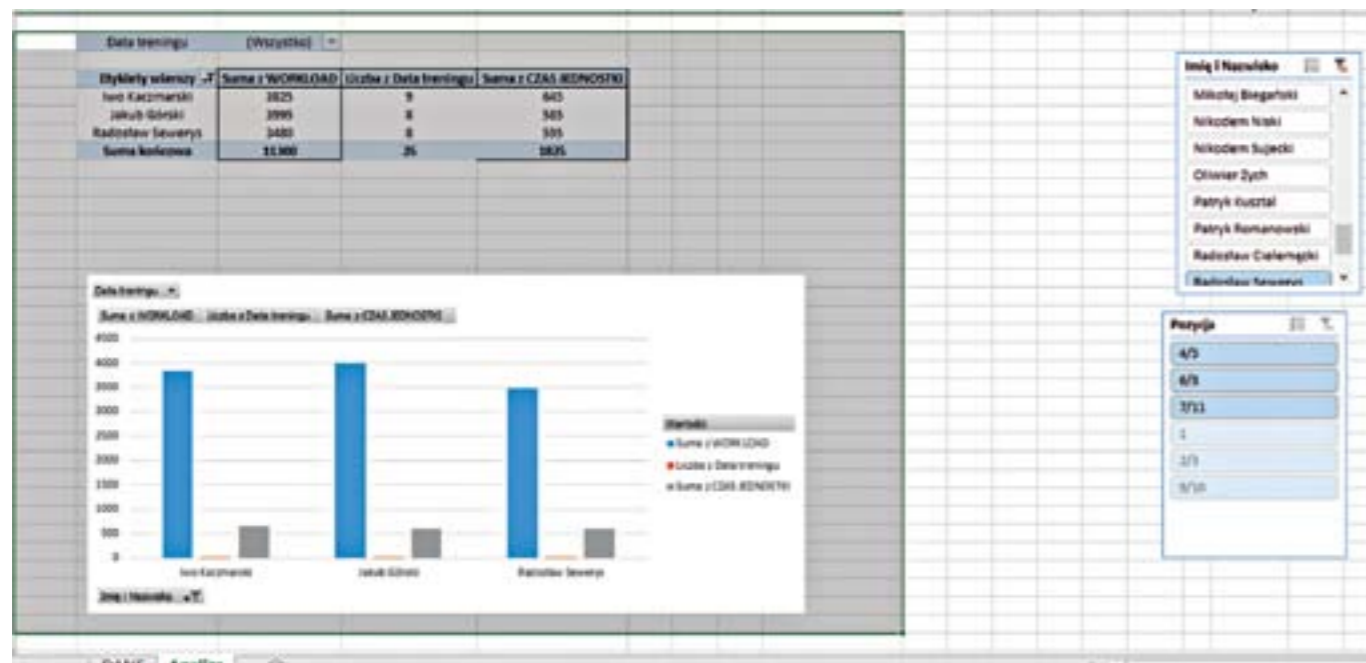 Data treningu (Wszystko)
Etykiety wierszy Suma z WORKLOAD Liczba z Data treningu Suma z CZAS JEDNOSTKI
Iwo Kaczmarski 3825 9 645
Jakub Górski 3995 8
Radosław Sewerys 3480 8
Suma końcowa 11300 25 1825
Data treningu
Suma z WORKLOAD Liczba z Data treningu Suma z CZAS JEDNOSTKI
4500
4000
3500
3000
2500
2000
1500
1000
500
0
Iwo Kaczmarski Jakub Górski Radosław Sewerys
Wartości
Suma z WORKLOAD
Liczba z Data treningu
Suma z CZAS JEDNOSTKI
Imię i Nazwisko
Imię i Nazwisko
Mikołaj Biegański
Nikodem Niski
Nikodem Sujecki
Oliwier Zych
Patryk Kusztal
Patryk Romanowski
Radosław Cielemęcki
Radosław Sewerys
Pozycja
4/5
6/8
7/11
1
2/3
9/10
DANE Analiza